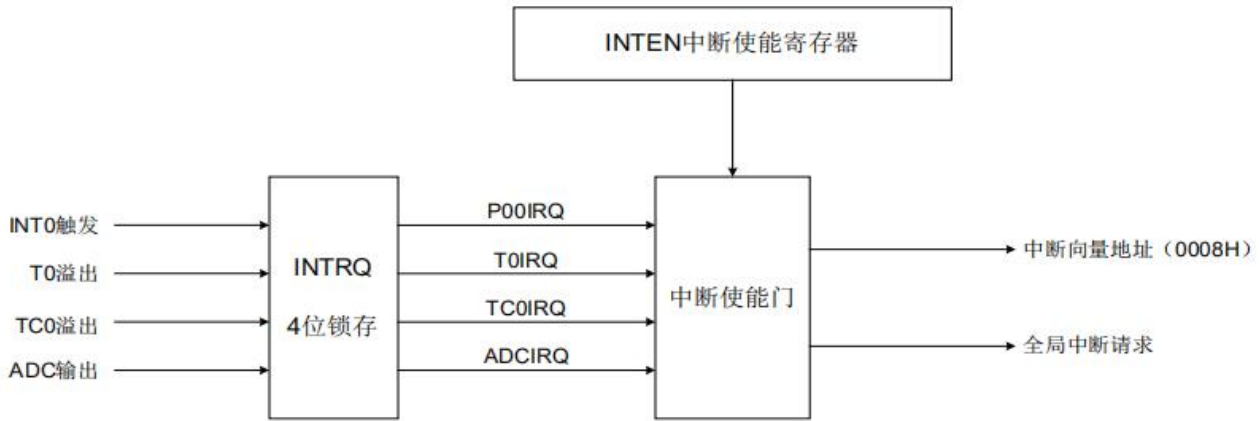 INTEN中断使能寄存器
INT0触发
T0溢出
TC0溢出
ADC输出
INTRQ
4位锁存
P00IRQ
T0IRQ
TC0IRQ
ADCIRQ
中断使能门
中断向量地址（0008H）
全局中断请求